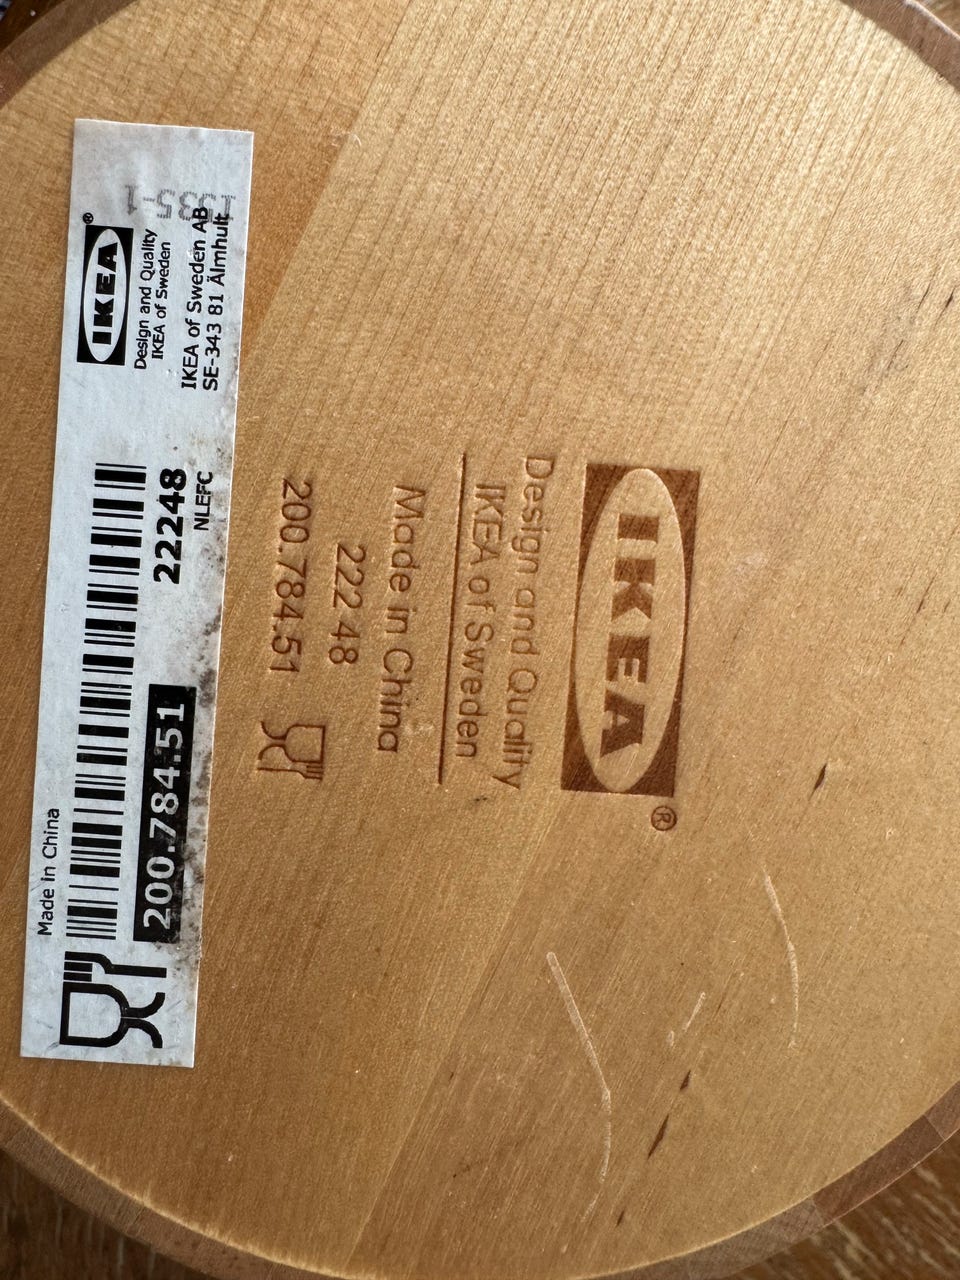 1535-1
IKEA®
Design and Quality
IKEA of Sweden
IKEA of Sweden AB
SE-343 81 Älmhult
22248
NLEFC
Made in China
200.784.51
IKEA®
Design and Quality
IKEA of Sweden
Made in China
222 48
200.784.51